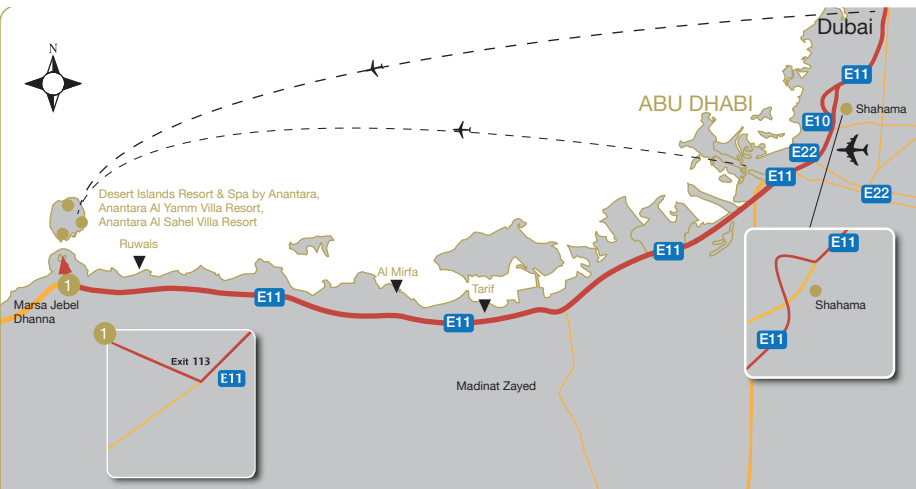 N
Dubai
E11
ABU DHABI
Shahama
E10
E22
E11
E22
Desert Islands Resort & Spa by Anantara,
Anantara Al Yamm Villa Resort,
Anantara Al Sahel Villa Resort
Ruwais
E11
E11
Al Mirfa
Tarif
1
Marsa Jebel
Dhanna
E11
E11
Shahama
E11
1
Exit 113
E11
Madinat Zayed